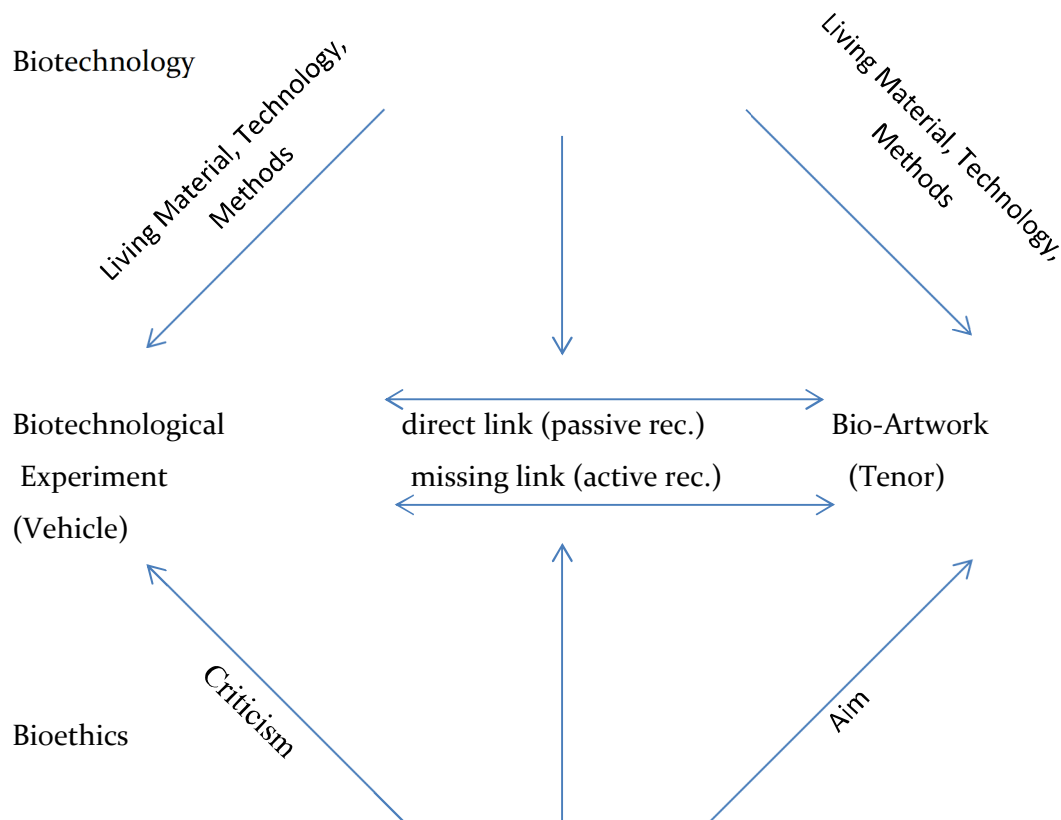 Biotechnology
Living Material, Technology,
Methods
Living Material, Technology,
Methods
Biotechnological
Experiment
(Vehicle)
direct link (passive rec.)
missing link (active rec.)
Bio-Artwork
(Tenor)
Criticism
Aim
Bioethics